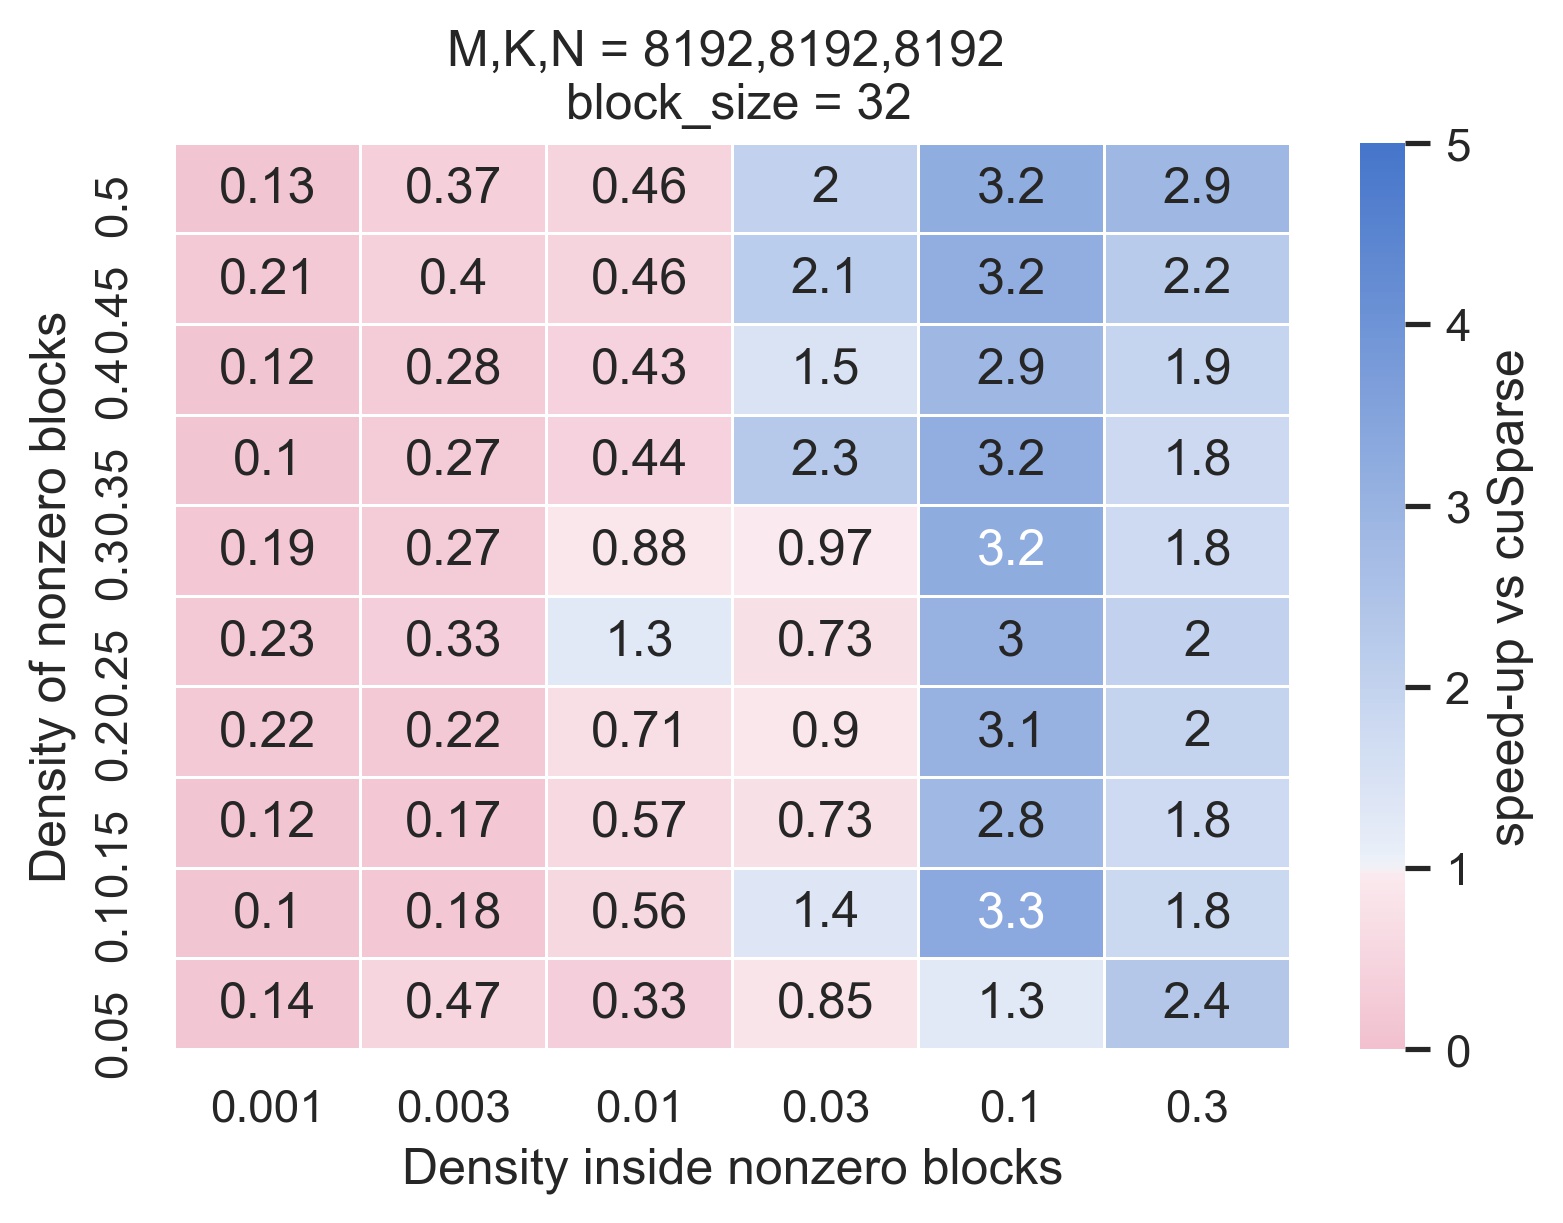 M,K,N = 8192,8192,8192
block_size = 32
Density of nonzero blocks
0.5 0.13 0.37 0.46 2 3.2 2.9
0.45 0.21 0.4 0.46 2.1 3.2 2.2
0.4 0.12 0.28 0.43 1.5 2.9 1.9
0.35 0.1 0.27 0.44 2.3 3.2 1.8
0.30 0.19 0.27 0.88 0.97 3.2 1.8
0.25 0.23 0.33 1.3 0.73 3 2
0.20 0.22 0.22 0.71 0.9 3.1 2
0.15 0.12 0.17 0.57 0.73 2.8 1.8
0.10 0.1 0.18 0.56 1.4 3.3 1.8
0.05 0.14 0.47 0.33 0.85 1.3 2.4
0.001 0.003 0.01 0.03 0.1 0.3
Density inside nonzero blocks
5
4
3
2
1
0
speed-up vs cuSparse